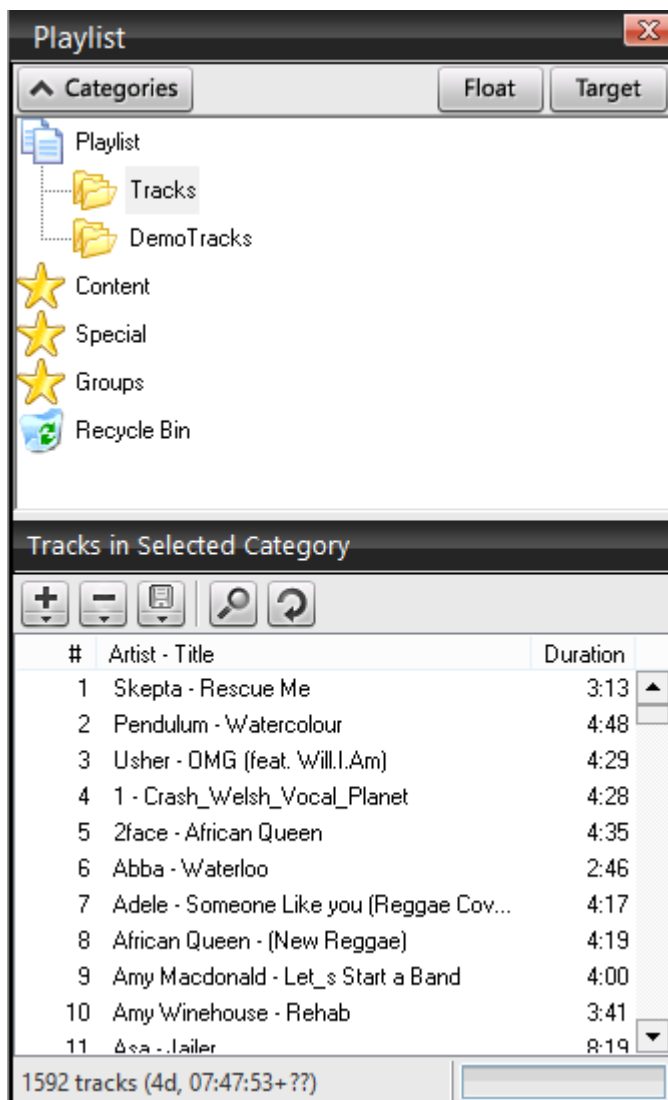 Playlist
Categories Float Target
Playlist
Tracks
DemoTracks
Content
Special
Groups
Recycle Bin
Tracks in Selected Category
# Artist - Title Duration
1 Skepta - Rescue Me 3:13
2 Pendulum - Watercolour 4:48
3 Usher - OMG (feat. Will.I.Am) 4:29
4 1 - Crash_Welsh_Vocal_Planet 4:28
5 2face - African Queen 4:35
6 Abba - Waterloo 2:46
7 Adele - Someone Like you (Reggae Cov... 4:17
8 African Queen - (New Reggae) 4:19
9 Amy Macdonald - Let_s Start a Band 4:00
10 Amy Winehouse - Rehab 3:41
11 Asa - Jailer 8:19
1592 tracks (4d, 07:47:53+??)